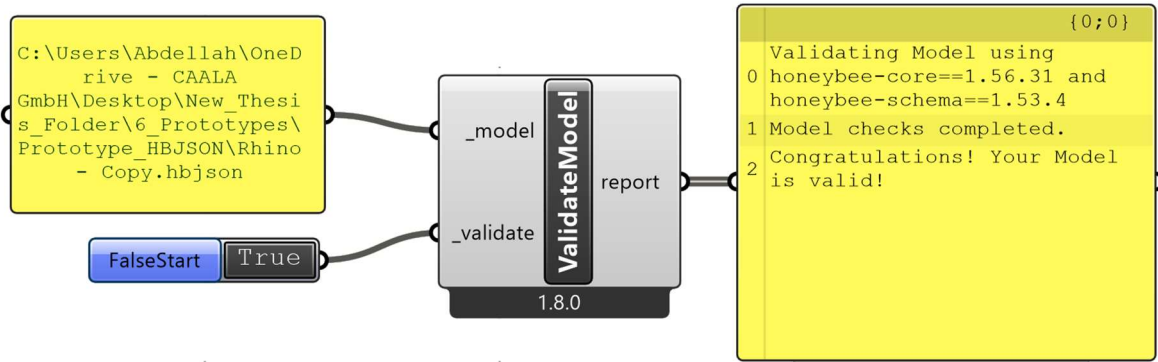 C:\Users\Abdellah\OneD
rive - CAALA
GmbH\Desktop\New_Thesi
s_Folder\6_Prototypes\
Prototype_HBJSON\Rhino
- Copy.hbjson
FalseStart True
_model
_validate
ValidateModel
report
1.8.0
{0;0}
0 Validating Model using
honeybee-core==1.56.31 and
honeybee-schema==1.53.4
1 Model checks completed.
2 Congratulations! Your Model
is valid!